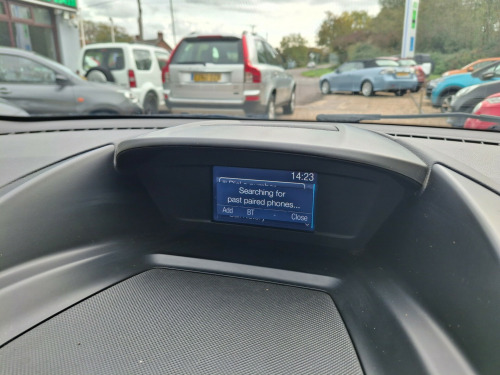 14:23
Searching for
past paired phones...
Add BT - Close